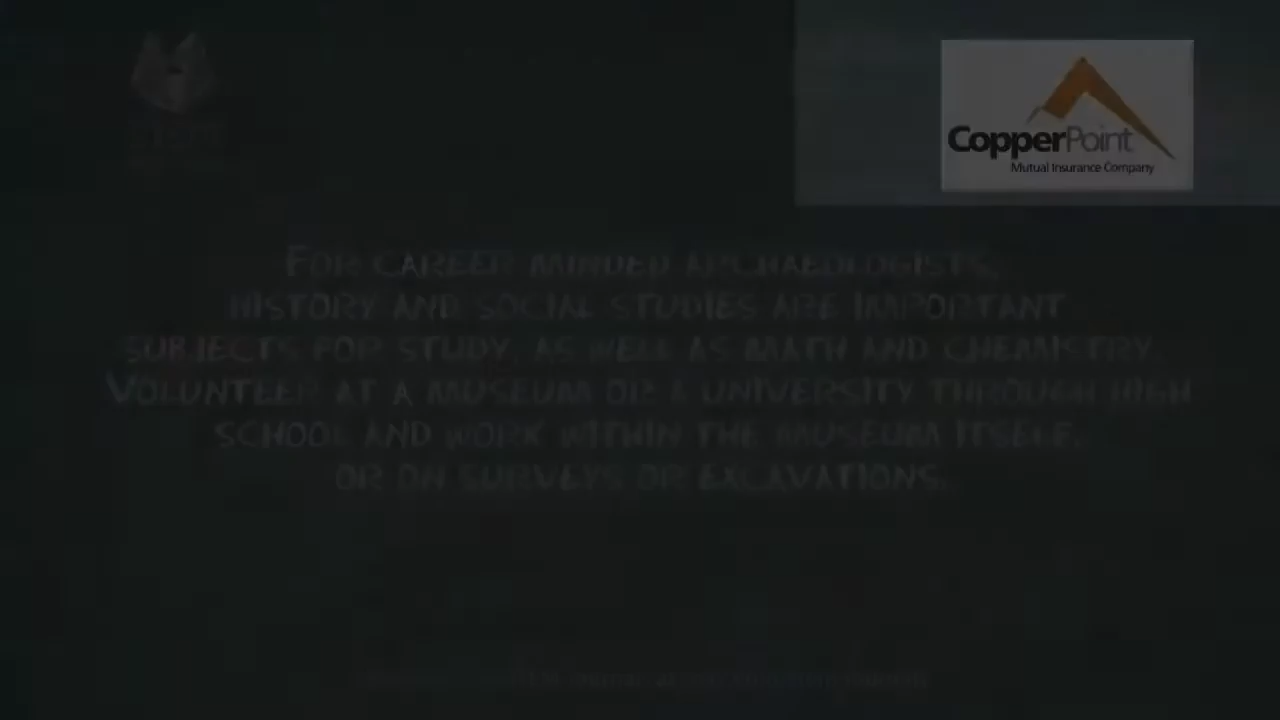 CopperPoint
Mutual Insurance Company
FOR CAREER MINDED ARCHAEOLOGISTS,
HISTORY AND SOCIAL STUDIES ARE IMPORTANT
SUBJECTS FOR STUDY, AS WELL AS MATH AND CHEMISTRY.
VOLUNTEER AT A MUSEUM OR A UNIVERSITY THROUGH HIGH
SCHOOL AND WORK WITHIN THE MUSEUM ITSELF,
OR ON SURVEYS OR EXCAVATIONS.